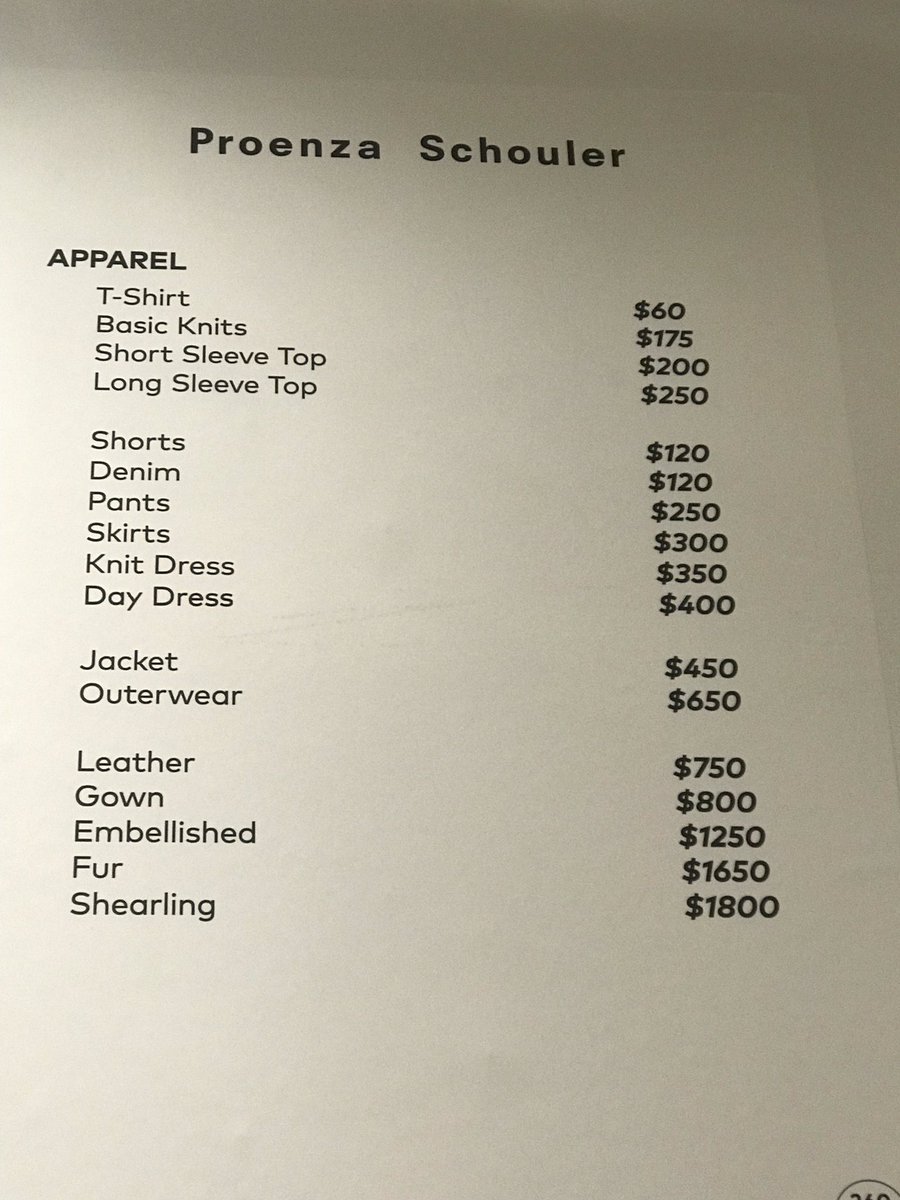 Proenza Schouler
APPAREL
T-Shirt $60
Basic Knits $175
Short Sleeve Top $200
Long Sleeve Top $250
Shorts $120
Denim $120
Pants $250
Skirts $300
Knit Dress $350
Day Dress $400
Jacket $450
Outerwear $650
Leather $750
Gown $800
Embellished $1250
Fur $1650
Shearling $1800